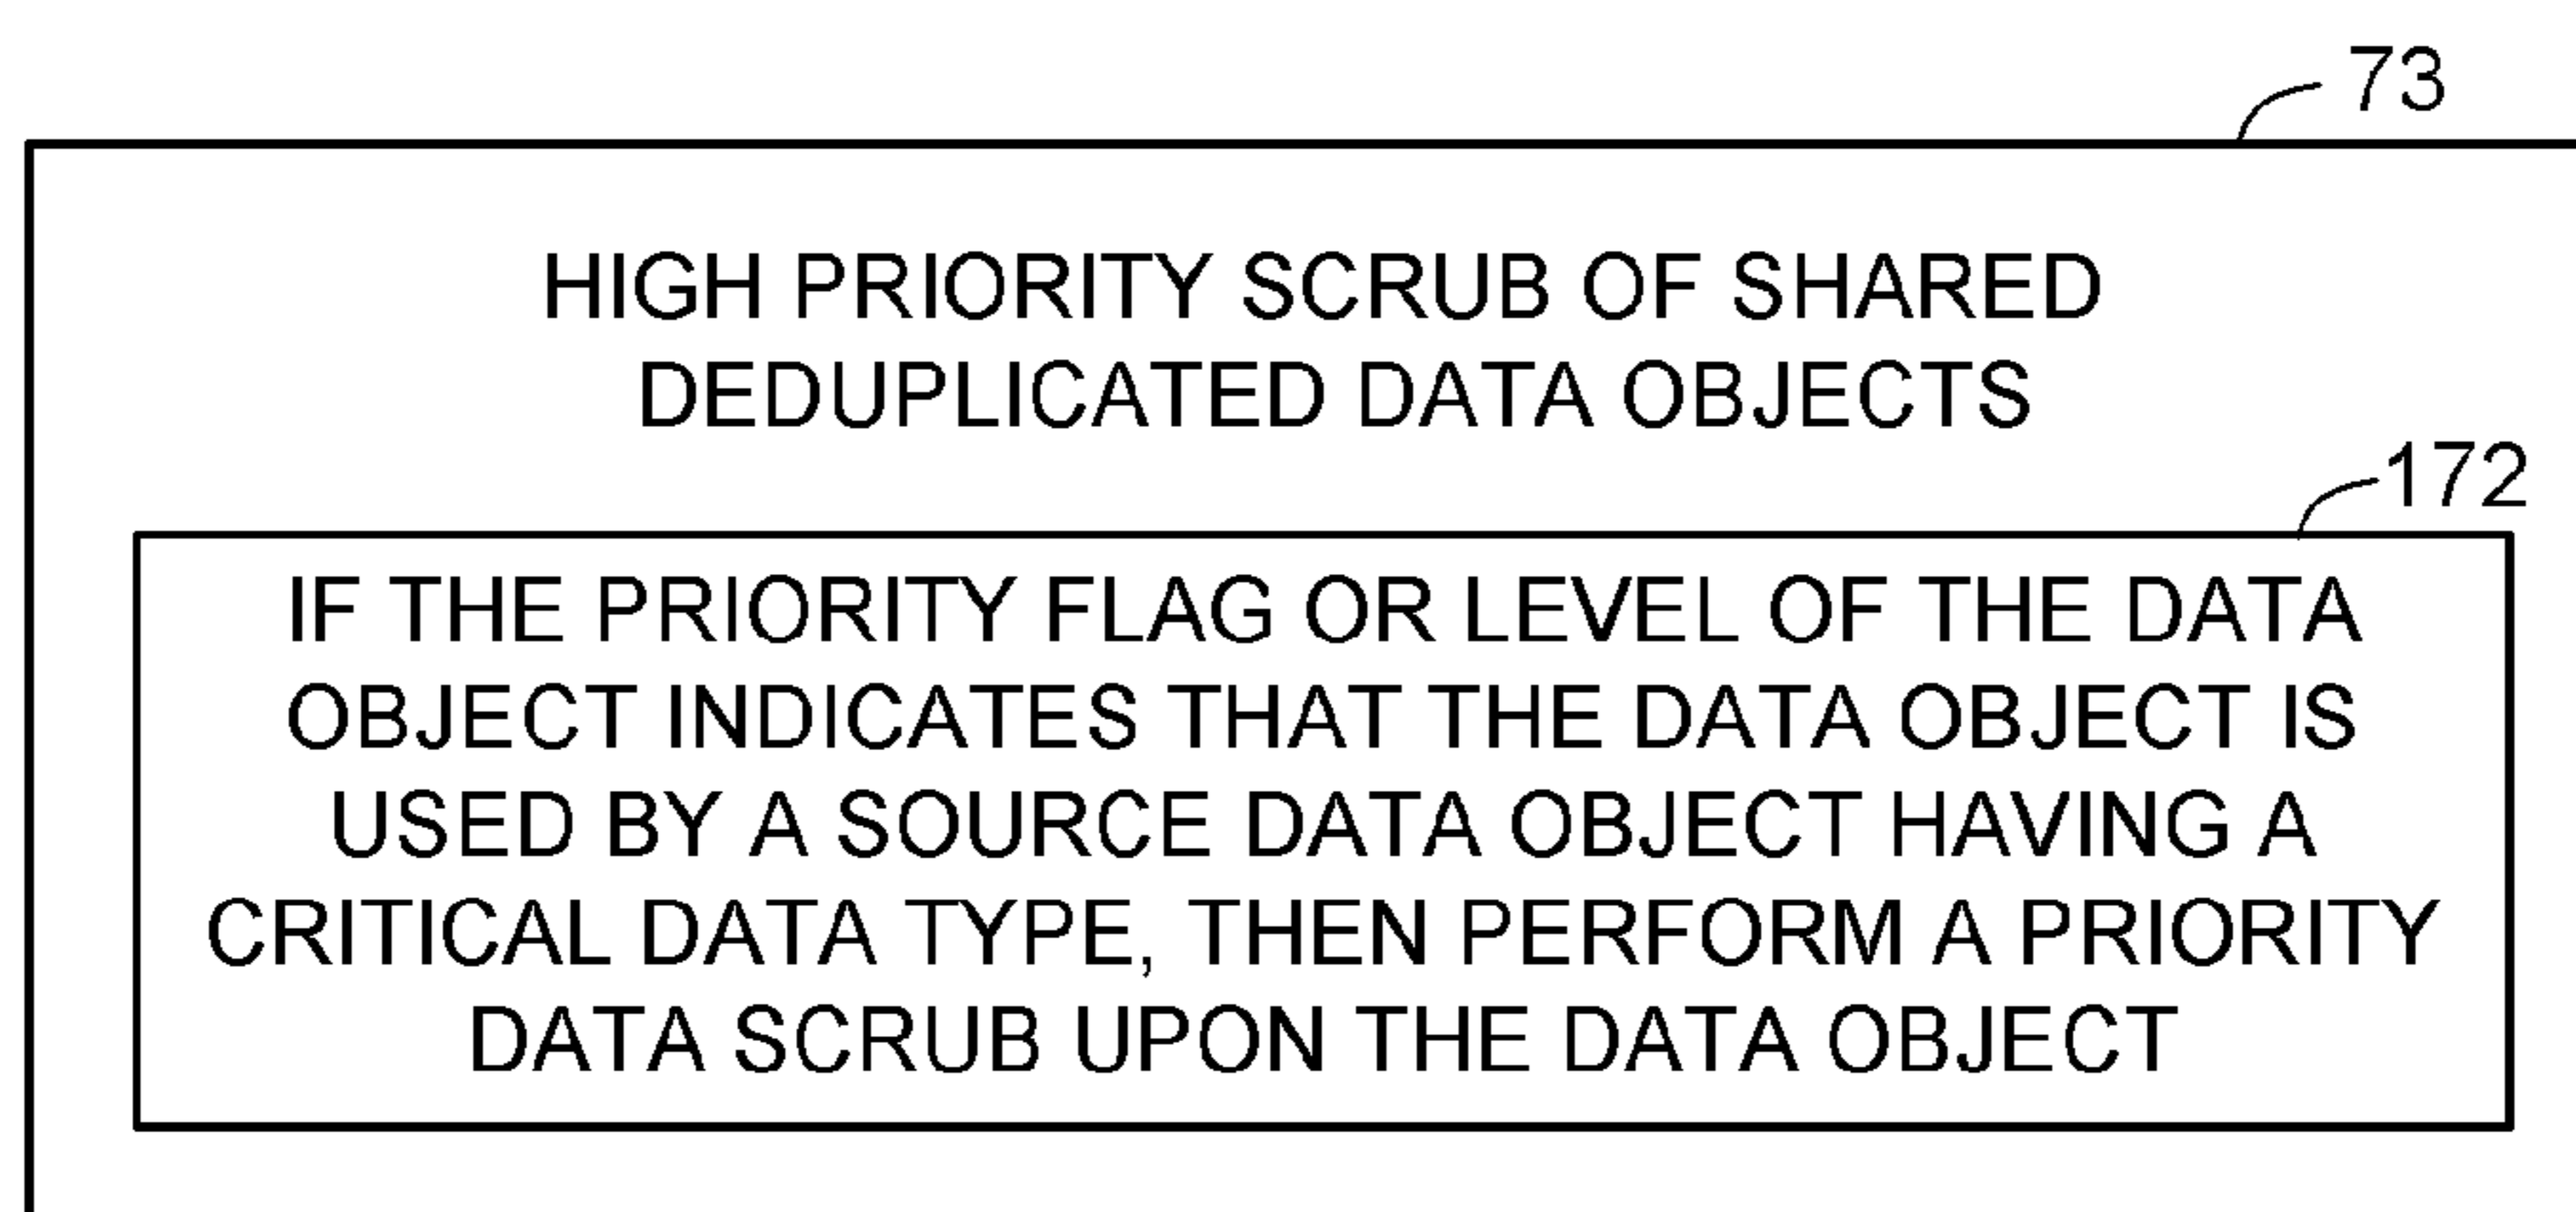 73
HIGH PRIORITY SCRUB OF SHARED
DEDUPLICATED DATA OBJECTS
172
IF THE PRIORITY FLAG OR LEVEL OF THE DATA
OBJECT INDICATES THAT THE DATA OBJECT IS
USED BY A SOURCE DATA OBJECT HAVING A
CRITICAL DATA TYPE, THEN PERFORM A PRIORITY
DATA SCRUB UPON THE DATA OBJECT